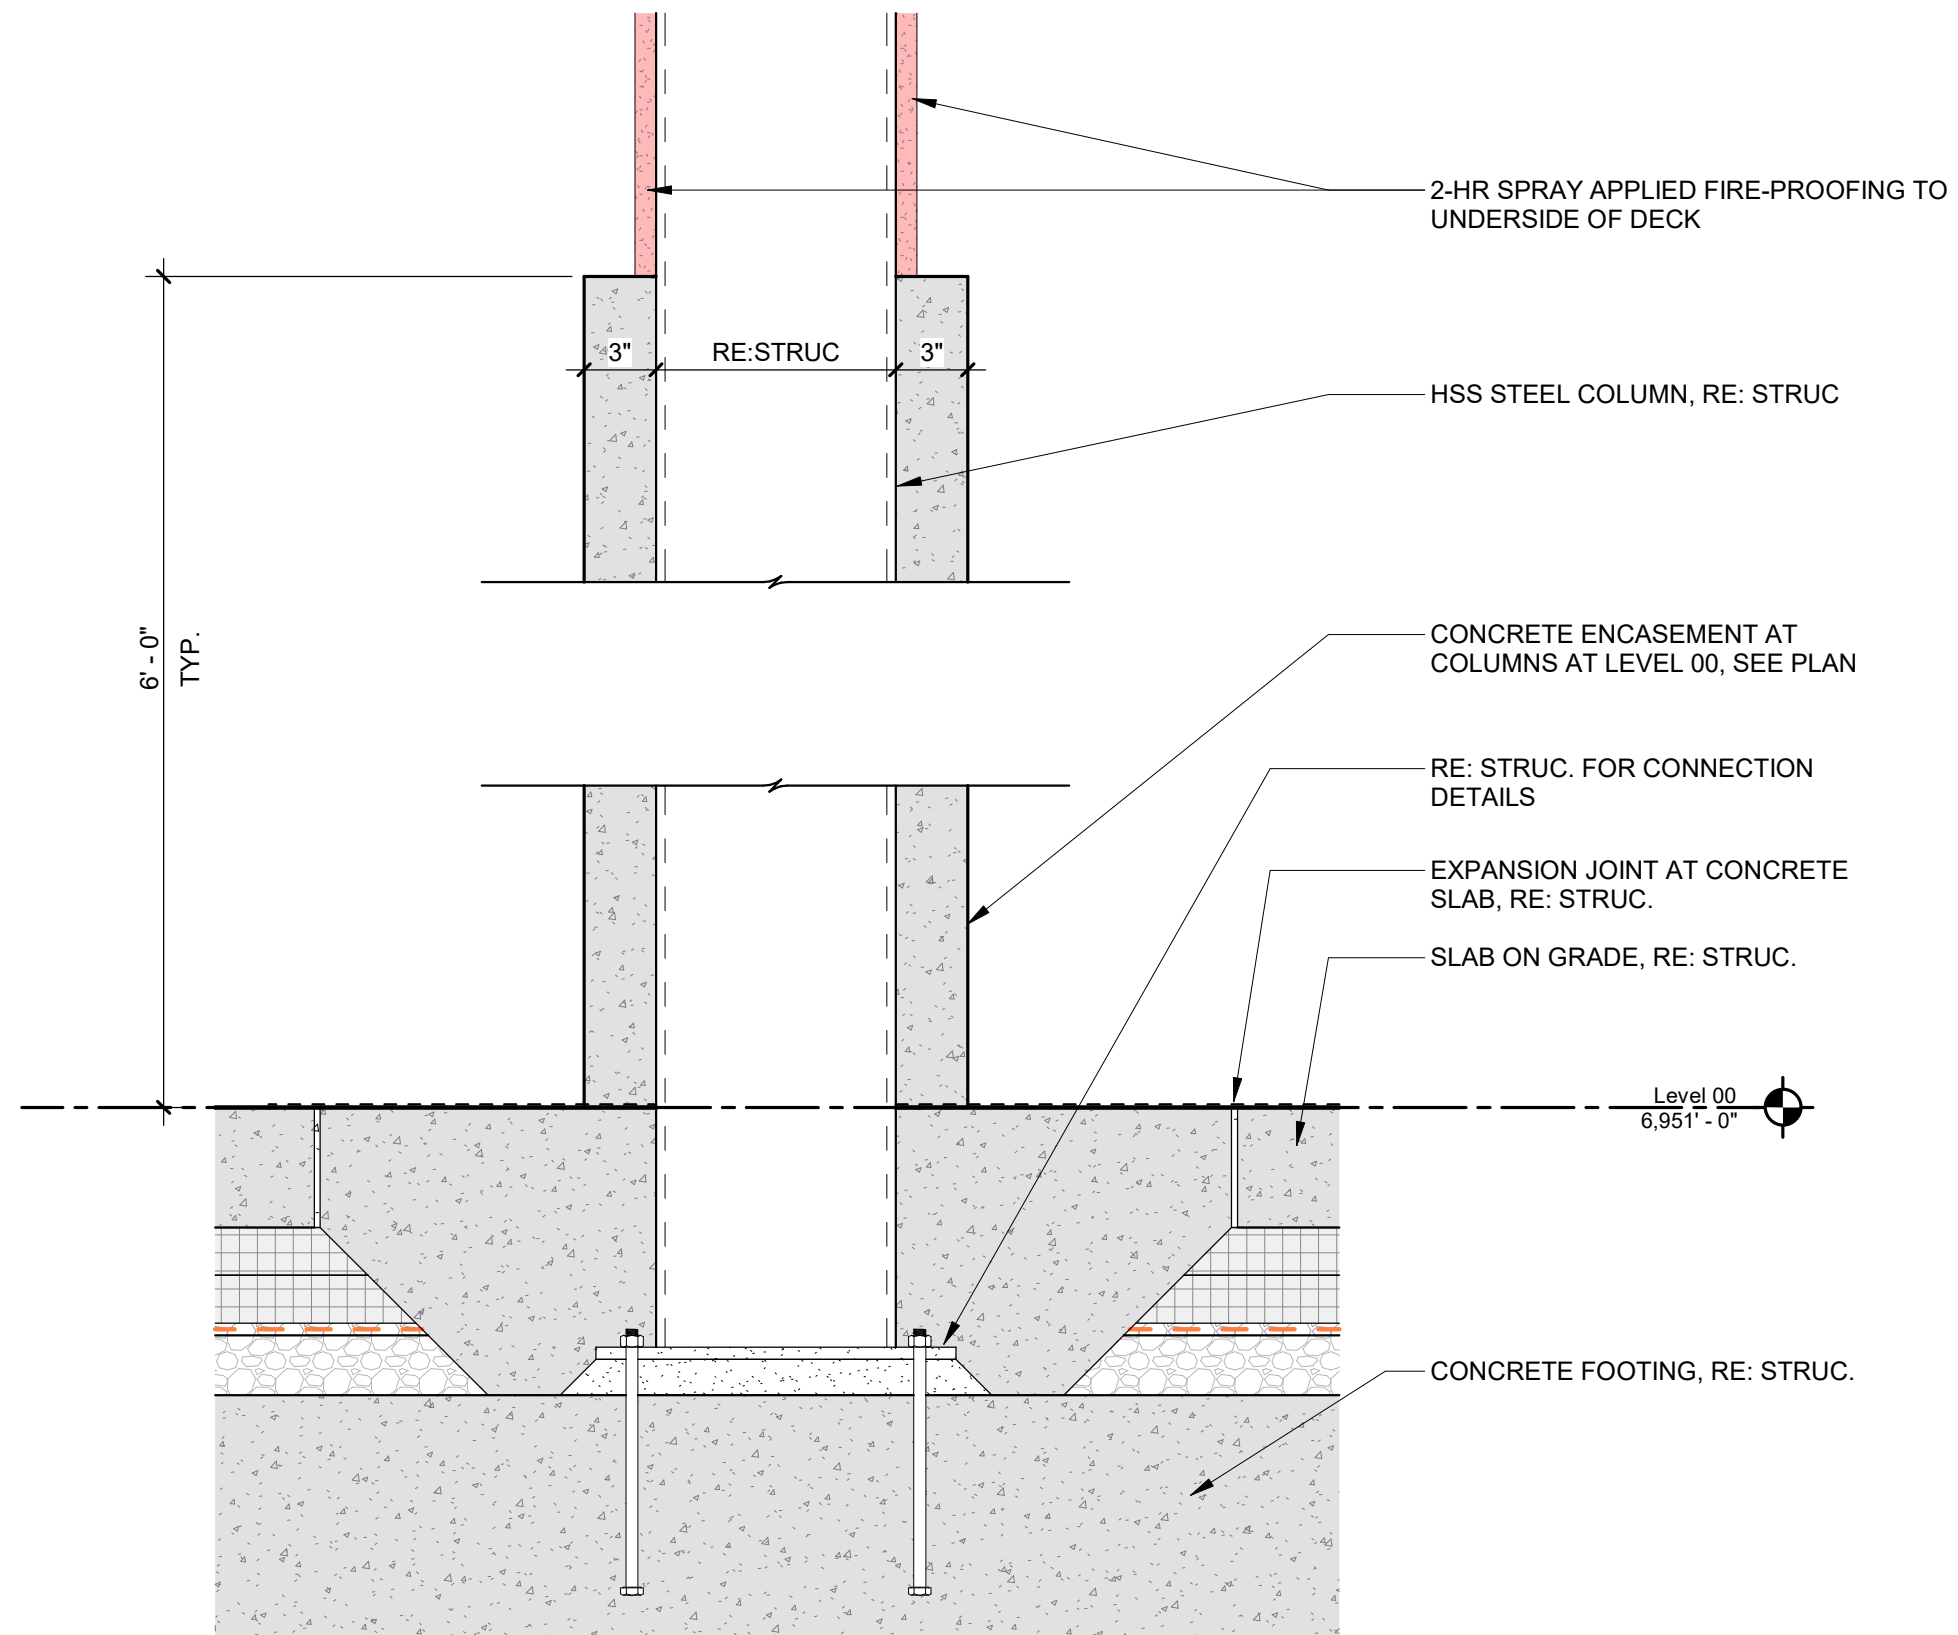 2-HR SPRAY APPLIED FIRE-PROOFING TO
UNDERSIDE OF DECK
3"
RE:STRUC
3"
HSS STEEL COLUMN, RE: STRUC
6' - 0"
TYP.
CONCRETE ENCASEMENT AT
COLUMNS AT LEVEL 00, SEE PLAN
RE: STRUC. FOR CONNECTION
DETAILS
EXPANSION JOINT AT CONCRETE
SLAB, RE: STRUC.
SLAB ON GRADE, RE: STRUC.
Level 00
6,951' - 0"
CONCRETE FOOTING, RE: STRUC.